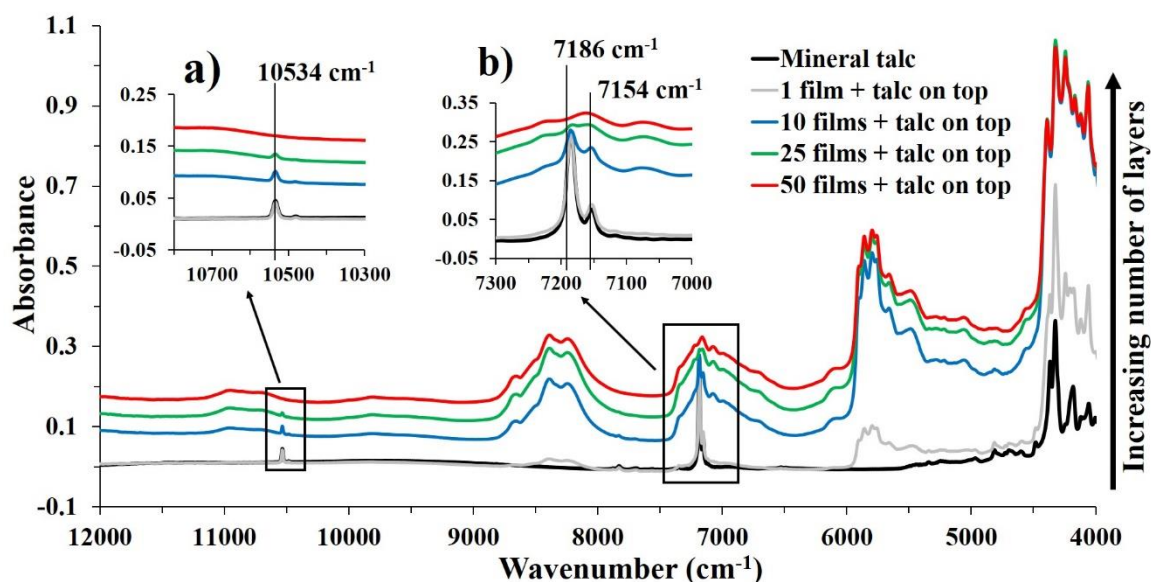 1.1
0.9
0.7
0.5
0.3
0.1
-0.1
Absorbance
12000 11000 10000 9000 8000 7000 6000 5000 4000
Wavenumber (cm-1)
a)
10534 cm-1
0.25
0.15
0.05
-0.05
10700 10500 10300
b)
7186 cm-1
7154 cm-1
0.35
0.25
0.15
0.05
-0.05
7300 7200 7100 7000
Mineral talc
1 film + talc on top
10 films + talc on top
25 films + talc on top
50 films + talc on top
Increasing number of layers